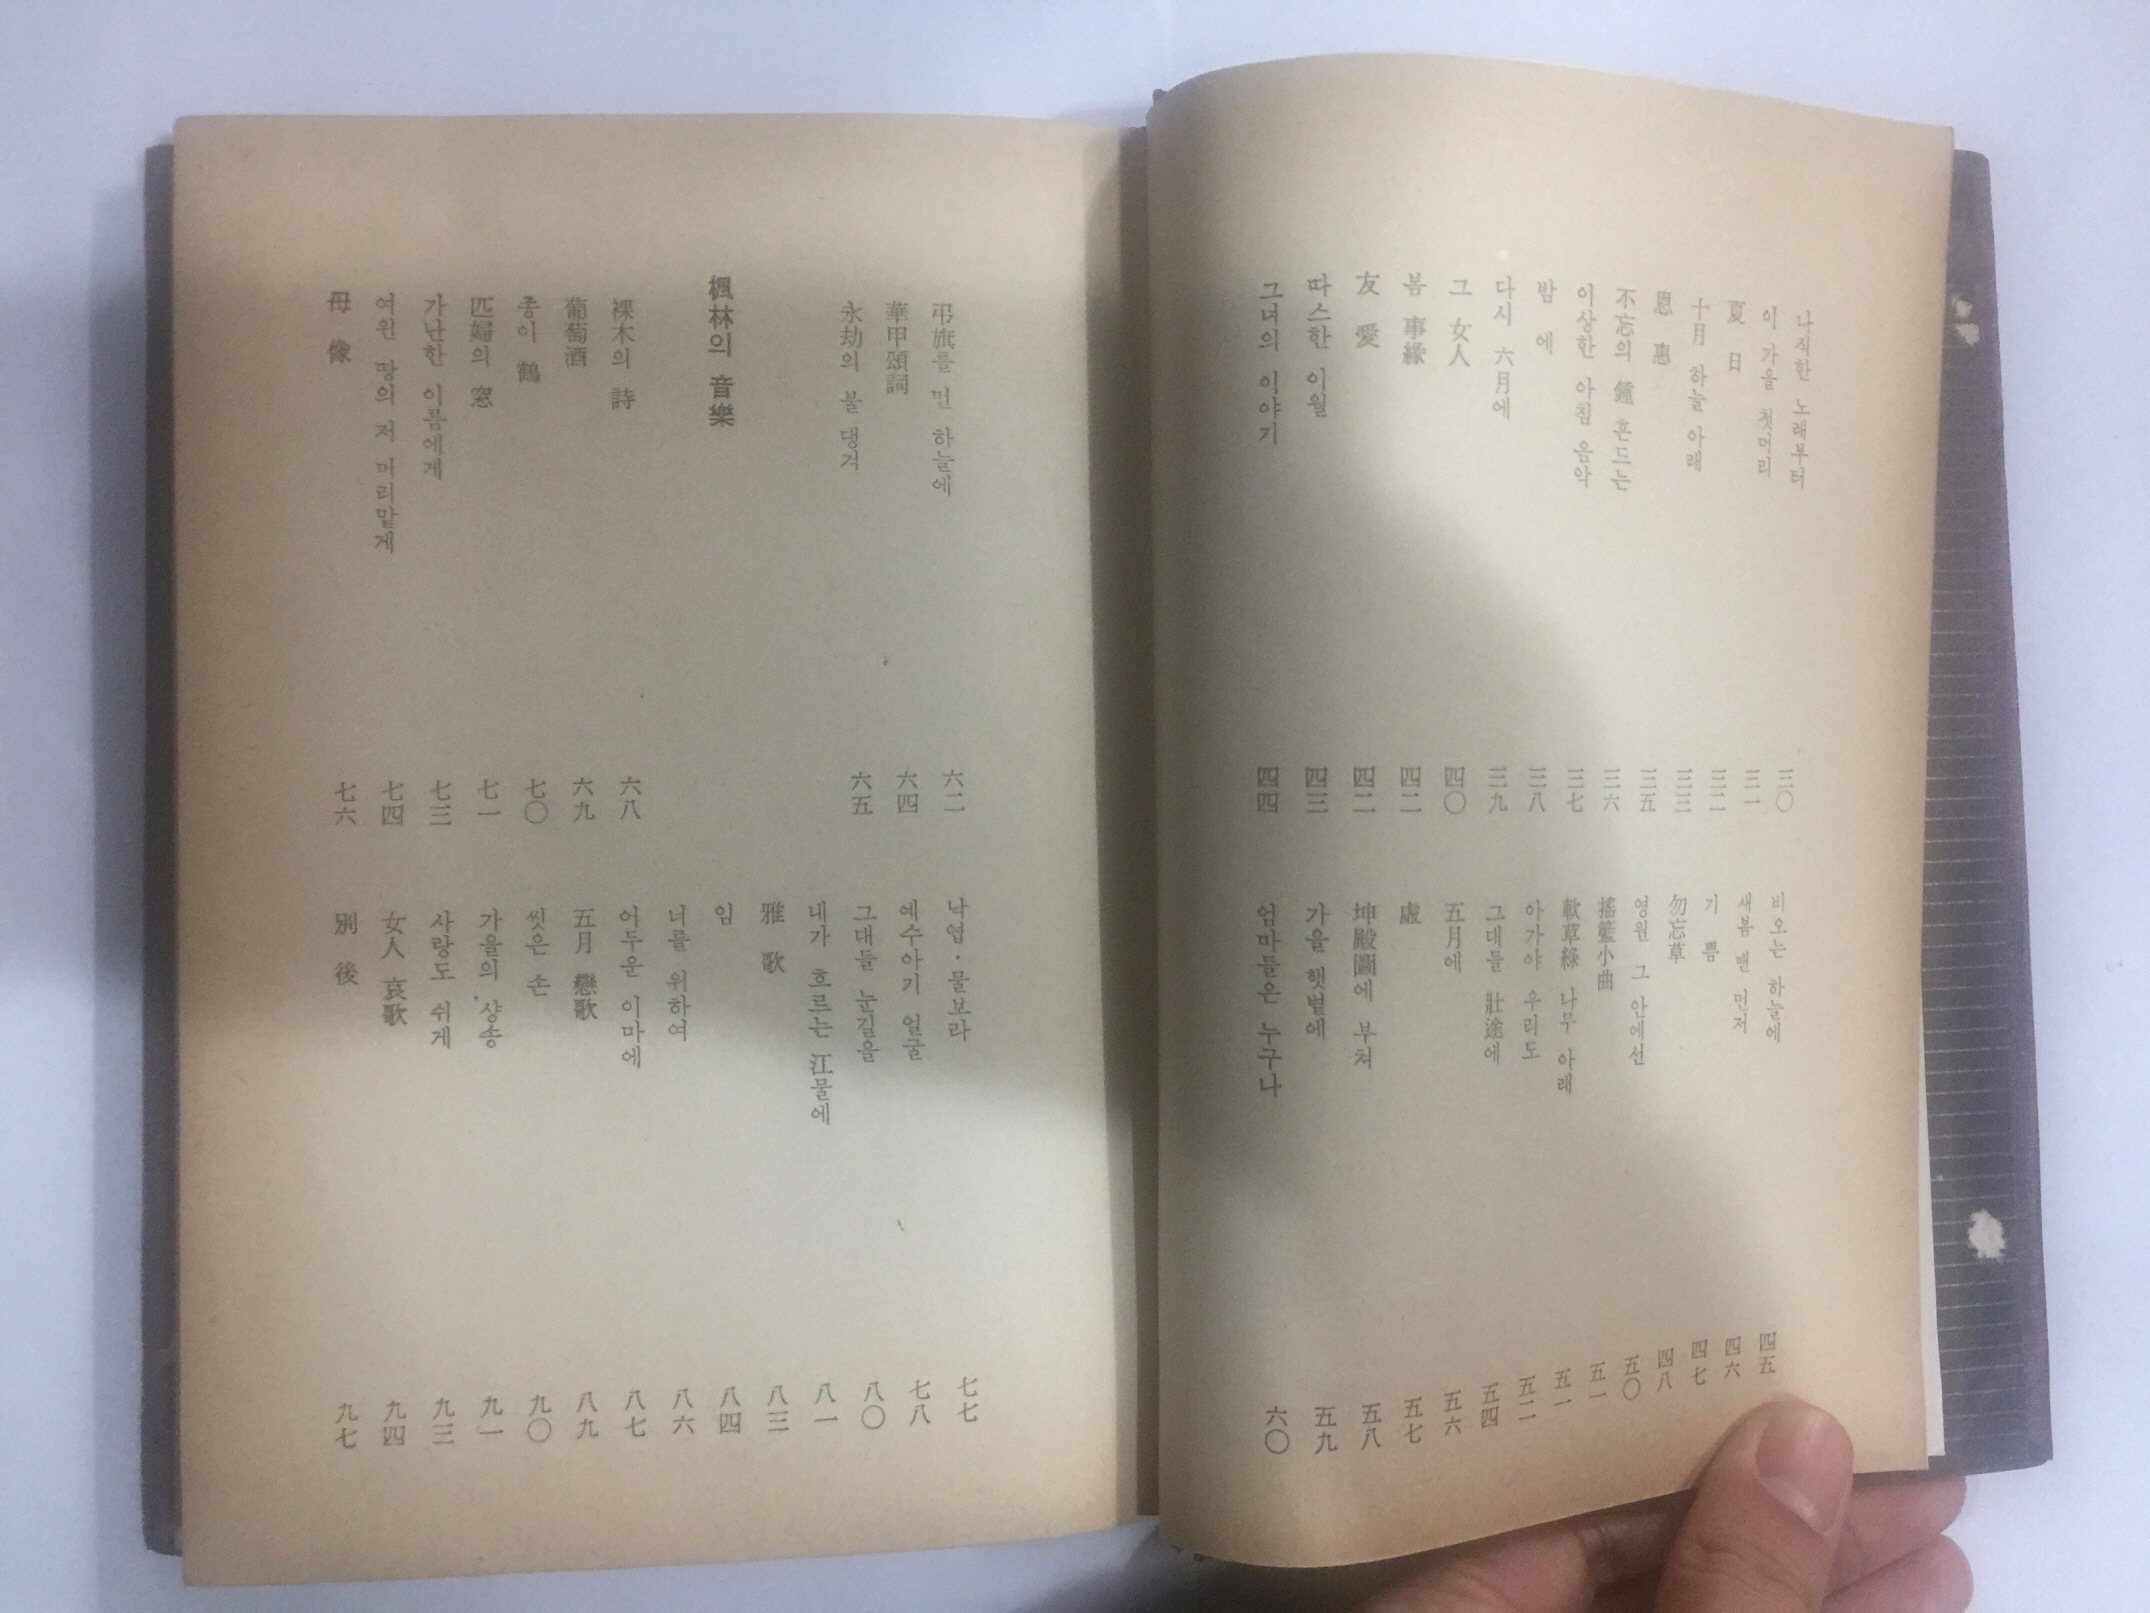 나직한 노래부터 三〇
이 가을 첫머리 三一
夏日 三二
十月 하늘 아래 三三
恩惠 三五
不忘의 鍾 흔드는 三六
이상한 아침 음악 三七
밤에 三八
다시 六月에 三九
그 女人 四〇
봄 事緣 四二
友愛 四二
따스한 이월 四三
그녀의 이야기 四四
비오는 하늘에 四五
새봄 맨 먼저 四六
기쁨 四七
勿忘草 四八
영원 그 안에선 五〇
搖籃小曲 五一
軟草綠 나무 아래 五一
아가야 우리도 五二
그대들 壯途에 五四
五月에 五六
虛 五七
坤殿圖에 부쳐 五八
가을 햇볕에 五九
엄마들은 누구나 六〇
弔旗를 먼 하늘에 六二
華甲頌詞 六四
永劫의 불 댕겨 六五
楓林의 音樂
裸木의 詩 六八
葡萄酒 六九
종이 鶴 七〇
匹婦의 窓 七一
가난한 이름에게 七三
여윈 땅의 저 머리맡게 七四
母像 七六
낙엽·물보라 七七
예수아기 얼굴 七八
그대들 눈길을 八〇
내가 흐르는 江물에 八一
雅歌 八三
임 八四
너를 위하여 八六
어두운 이마에 八七
五月 戀歌 八九
씻은 손 九〇
가을의 샹송 九一
사랑도 쉬게 九三
女人 哀歌 九四
別後 九七